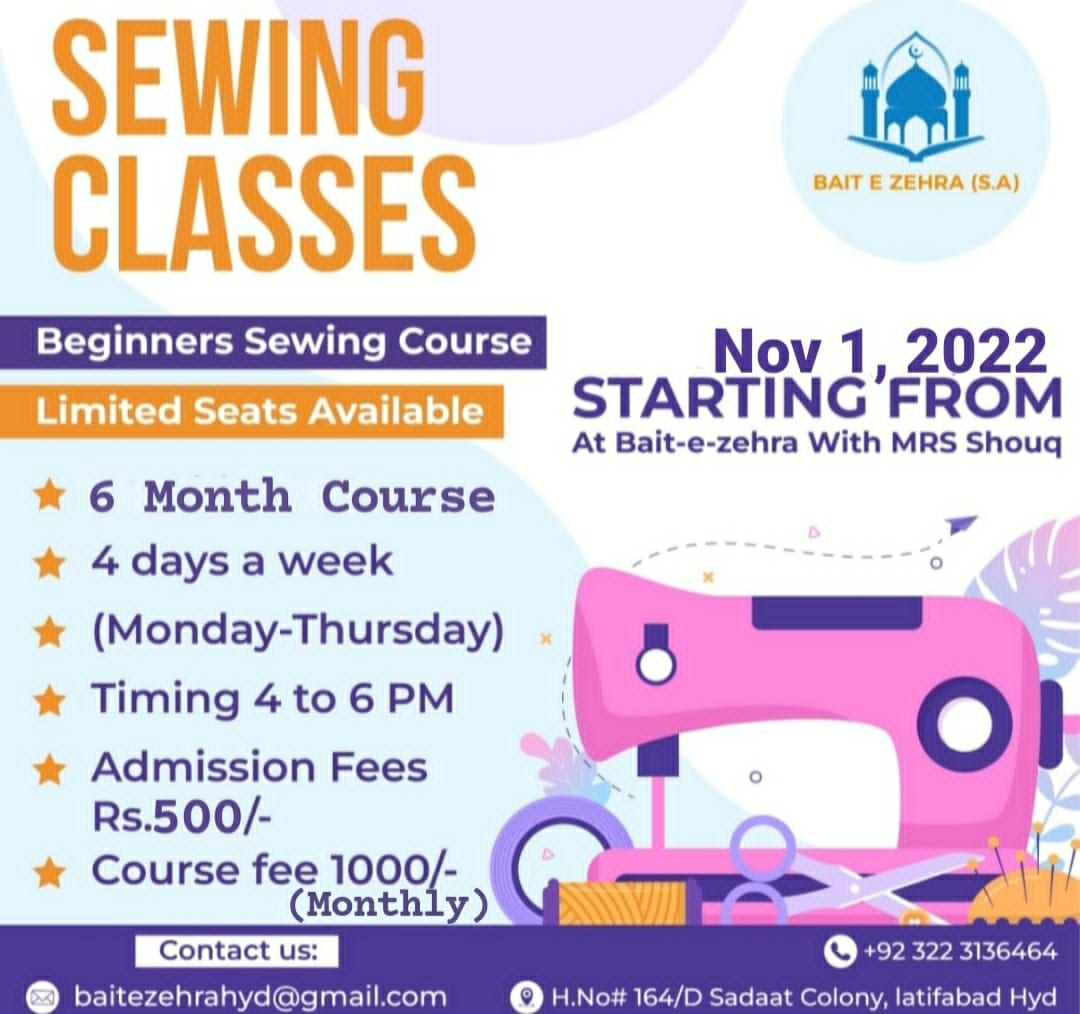 SEWING
CLASSES
BAIT E ZEHRA (S.A)
Beginners Sewing Course
Limited Seats Available
Nov 1, 2022
STARTING FROM
At Bait-e-zehra With MRS Shouq
6 Month Course
4 days a week
(Monday-Thursday)
Timing 4 to 6 PM
Admission Fees
Rs.500/-
Course fee 1000/-
(Monthly)
Contact us:
+92 322 3136464
baitezehrahyd@gmail.com
H.No# 164/D Sadaat Colony, latifabad Hyd